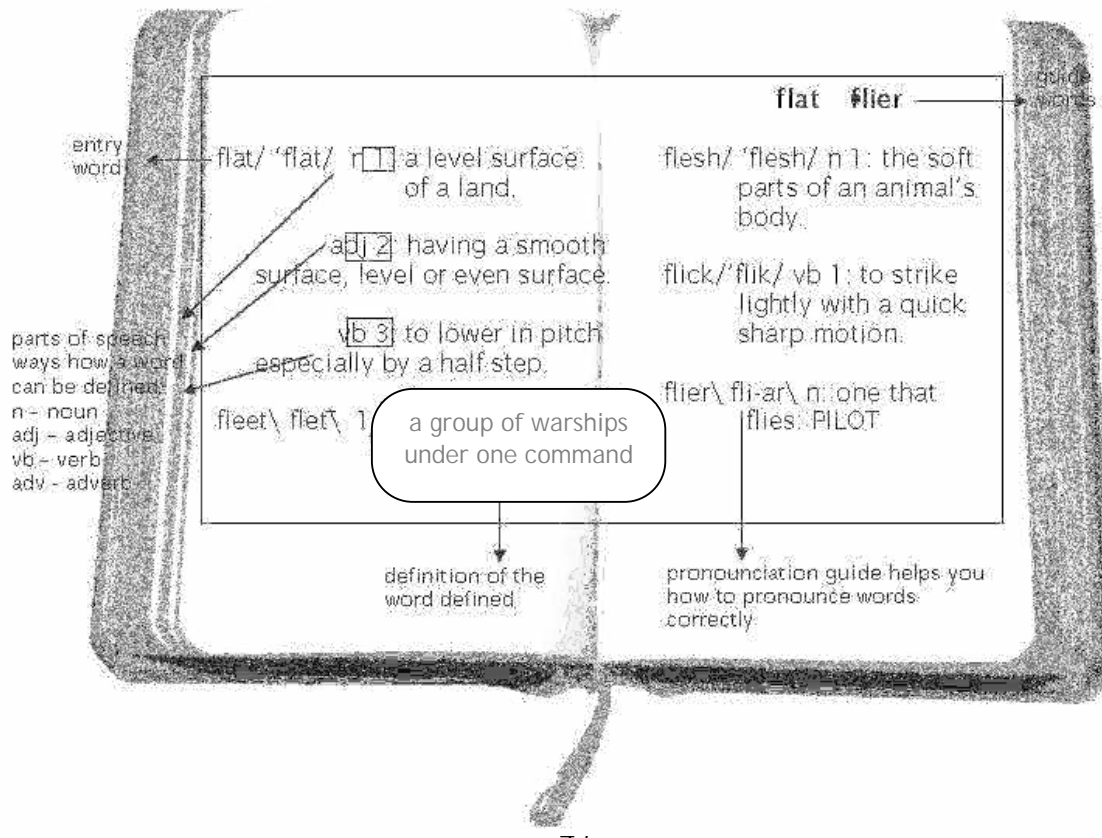 guide
words
flat flier
entry
word
flat/ ‘flat/ n 1 a level surface
of a land.
adj 2: having a smooth
surface, level or even surface.
vb 3 to lower in pitch
especially by a half step.
fleet\ flet\ 1
a group of warships
under one command
flesh/ ‘flesh/ n 1: the soft
parts of an animal's
body.
flick/‘flik/ vb 1: to strike
lightly with a quick
sharp motion.
flier\ fli-ar\ n: one that
flies: PILOT
parts of speech
ways how a word
can be defined
n – noun
adj – adjective
vb – verb
adv - adverb
definition of the
word defined
pronounciation guide helps you
how to pronounce words
correctly